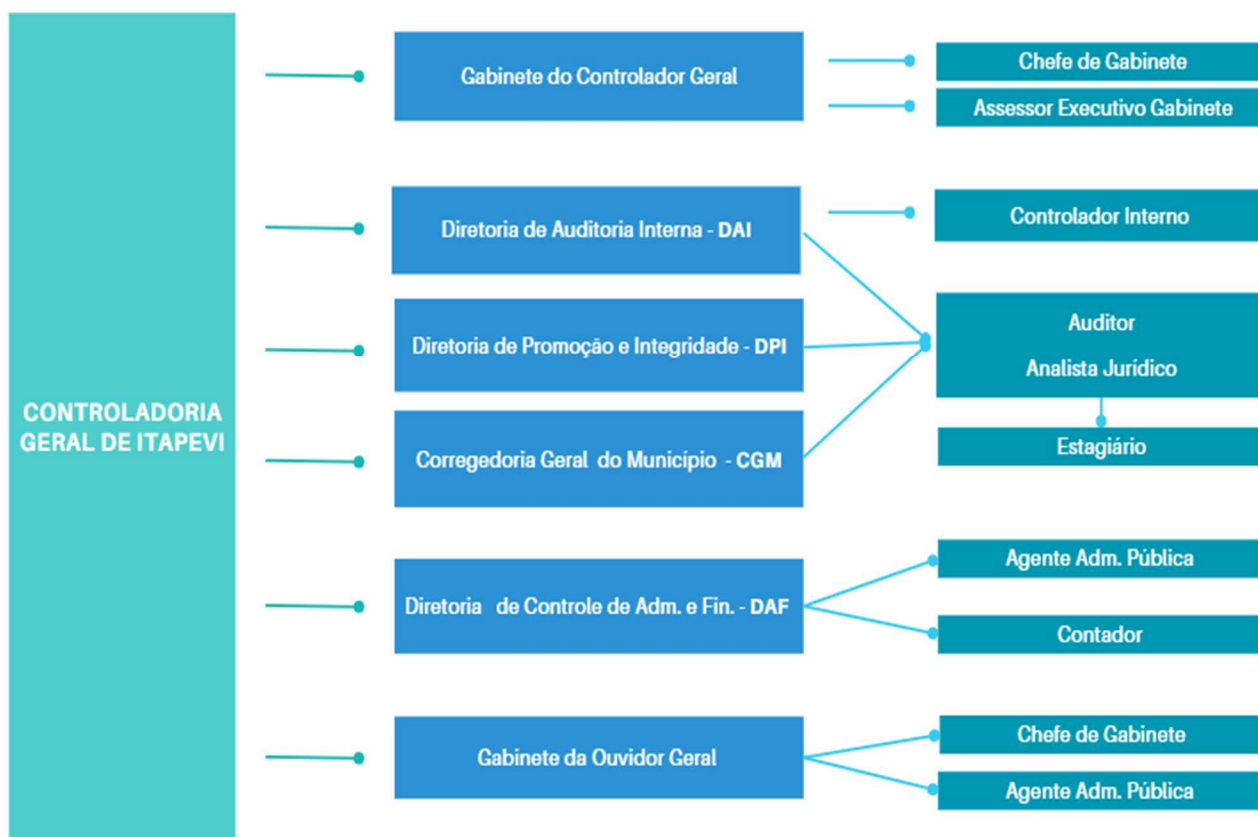 CONTROLADORIA
GERAL DE ITAPEVI
Gabinete do Controlador Geral
Chefe de Gabinete
Assessor Executivo Gabinete
Diretoria de Auditoria Interna - DAI
Controlador Interno
Diretoria de Promoção e Integridade - DPI
Auditor
Analista Jurídico
Corregedoria Geral do Município - CGM
Estagiário
Diretoria de Controle de Adm. e Fin. - DAF
Agente Adm. Pública
Contador
Gabinete da Ouvidor Geral
Chefe de Gabinete
Agente Adm. Pública